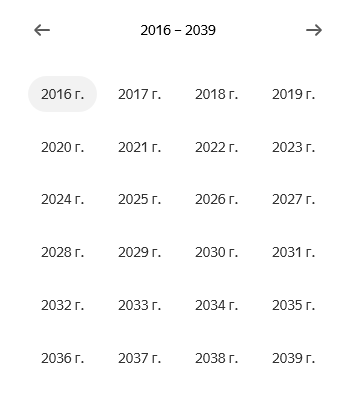 2016 – 2039
2016 г. 2017 г. 2018 г. 2019 г.
2020 г. 2021 г. 2022 г. 2023 г.
2024 г. 2025 г. 2026 г. 2027 г.
2028 г. 2029 г. 2030 г. 2031 г.
2032 г. 2033 г. 2034 г. 2035 г.
2036 г. 2037 г. 2038 г. 2039 г.